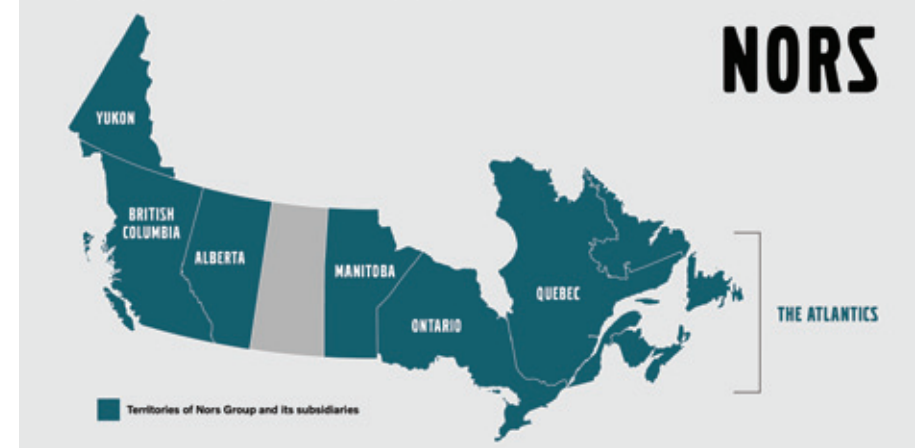 NORS
YUKON
BRITISH
COLUMBIA
ALBERTA
MANITOBA
ONTARIO
QUEBEC
THE ATLANTICS
Territories of Nors Group and its subsidiaries